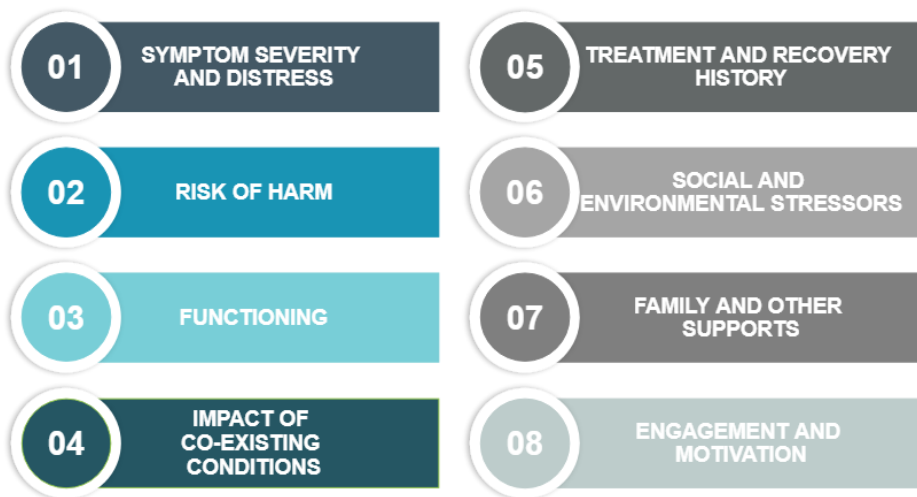 01
SYMPTOM SEVERITY
AND DISTRESS
02
RISK OF HARM
03
FUNCTIONING
04
IMPACT OF
CO-EXISTING
CONDITIONS
05
TREATMENT AND RECOVERY
HISTORY
06
SOCIAL AND
ENVIRONMENTAL STRESSORS
07
FAMILY AND OTHER
SUPPORTS
08
ENGAGEMENT AND
MOTIVATION